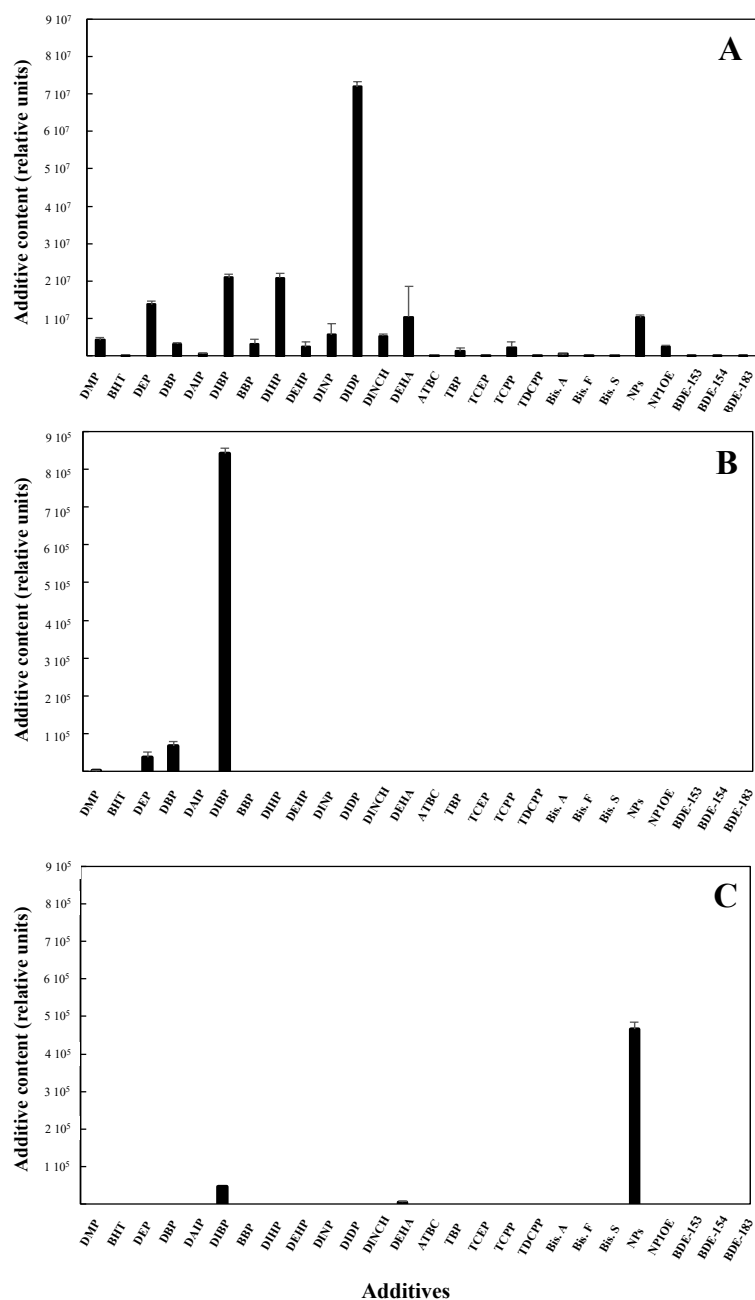 A
Additive content (relative units)
9 10⁷
8 10⁷
7 10⁷
6 10⁷
5 10⁷
4 10⁷
3 10⁷
2 10⁷
1 10⁷
DMP BHT DEP DBP DAIP DIBP BBP DIHP DEHP DINP DIDP DINCH DEHA ATBC TBP TCEP TCPP TDCPP Bis. A Bis. F Bis. S NPs NP1OE BDE-153 BDE-154 BDE-183
B
Additive content (relative units)
9 10⁵
8 10⁵
7 10⁵
6 10⁵
5 10⁵
4 10⁵
3 10⁵
2 10⁵
1 10⁵
DMP BHT DEP DBP DAIP DIBP BBP DIHP DEHP DINP DIDP DINCH DEHA ATBC TBP TCEP TCPP TDCPP Bis. A Bis. F Bis. S NPs NP1OE BDE-153 BDE-154 BDE-183
C
Additive content (relative units)
9 10⁵
8 10⁵
7 10⁵
6 10⁵
5 10⁵
4 10⁵
3 10⁵
2 10⁵
1 10⁵
DMP BHT DEP DBP DAIP DIBP BBP DIHP DEHP DINP DIDP DINCH DEHA ATBC TBP TCEP TCPP TDCPP Bis. A Bis. F Bis. S NPs NP1OE BDE-153 BDE-154 BDE-183
Additives